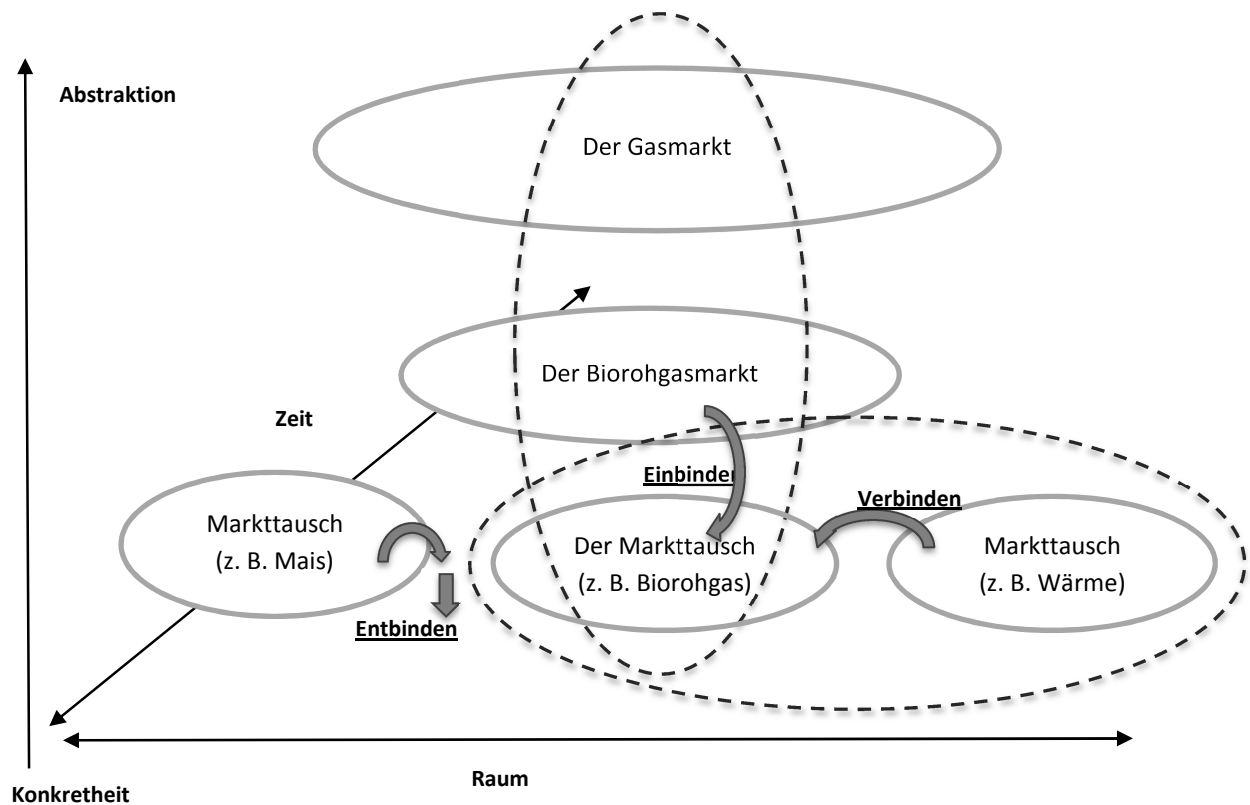 Abstraktion
Der Gasmarkt
Der Biorohgasmarkt
Zeit
Einbinden
Verbinden
Markttausch
(z. B. Mais)
Der Markttausch
(z. B. Biorohgas)
Markttausch
(z. B. Wärme)
Entbinden
Raum
Konkretheit